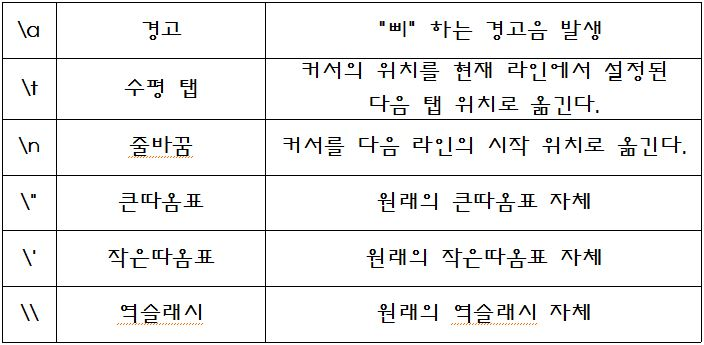 \a 경고 "삐" 하는 경고음 발생
\t 수평 탭 커서의 위치를 현재 라인에서 설정된
다음 탭 위치로 옮긴다.
\n 줄바꿈 커서를 다음 라인의 시작 위치로 옮긴다.
\" 큰따옴표 원래의 큰따옴표 자체
\' 작은따옴표 원래의 작은따옴표 자체
\\ 역슬래시 원래의 역슬래시 자체